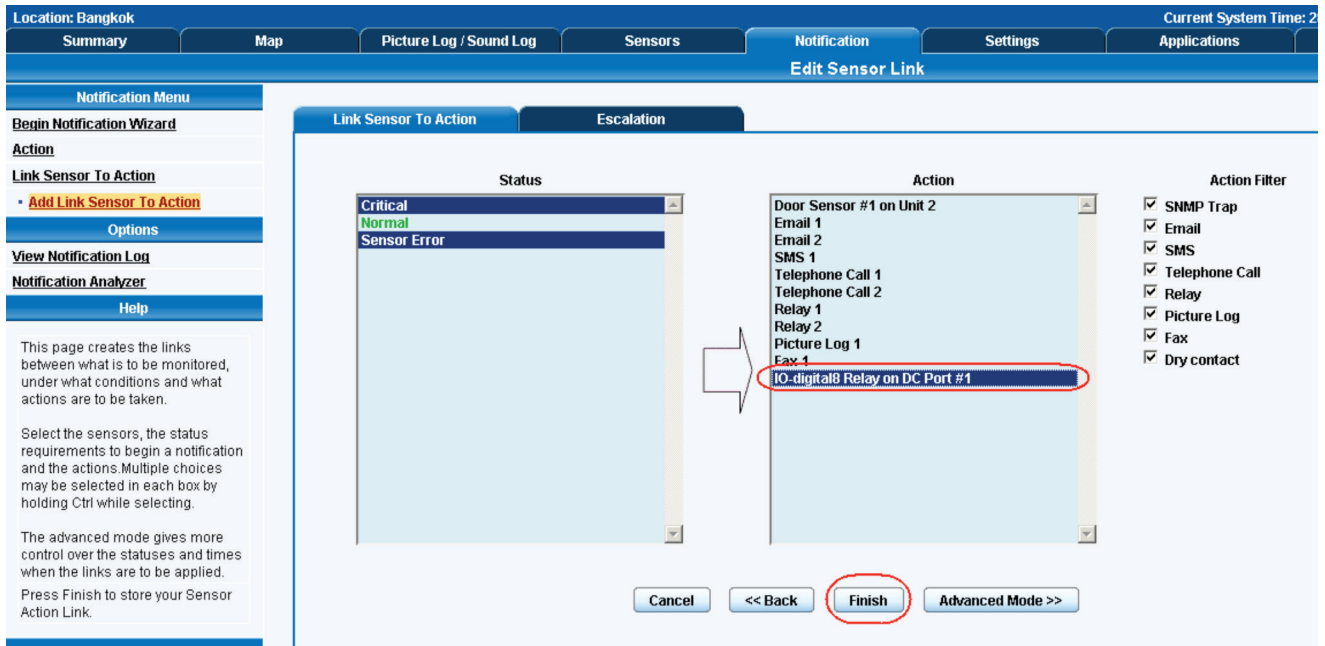 Location: Bangkok
Current System Time: 2
Summary
Map
Picture Log / Sound Log
Sensors
Notification
Settings
Applications
Edit Sensor Link
Notification Menu
Begin Notification Wizard
Action
Link Sensor To Action
Add Link Sensor To Action
Options
View Notification Log
Notification Analyzer
Help
This page creates the links
between what is to be monitored,
under what conditions and what
actions are to be taken.
Select the sensors, the status
requirements to begin a notification
and the actions.Multiple choices
may be selected in each box by
holding Ctrl while selecting.
The advanced mode gives more
control over the statuses and times
when the links are to be applied.
Press Finish to store your Sensor
Action Link.
Link Sensor To Action
Escalation
Status
Critical
Normal
Sensor Error
Action
Door Sensor #1 on Unit 2
Email 1
Email 2
SMS 1
Telephone Call 1
Telephone Call 2
Relay 1
Relay 2
Picture Log 1
Fax 1
IO-digital8 Relay on DC Port #1
Action Filter
SNMP Trap
Email
SMS
Telephone Call
Relay
Picture Log
Fax
Dry contact
Cancel
<< Back
Finish
Advanced Mode >>